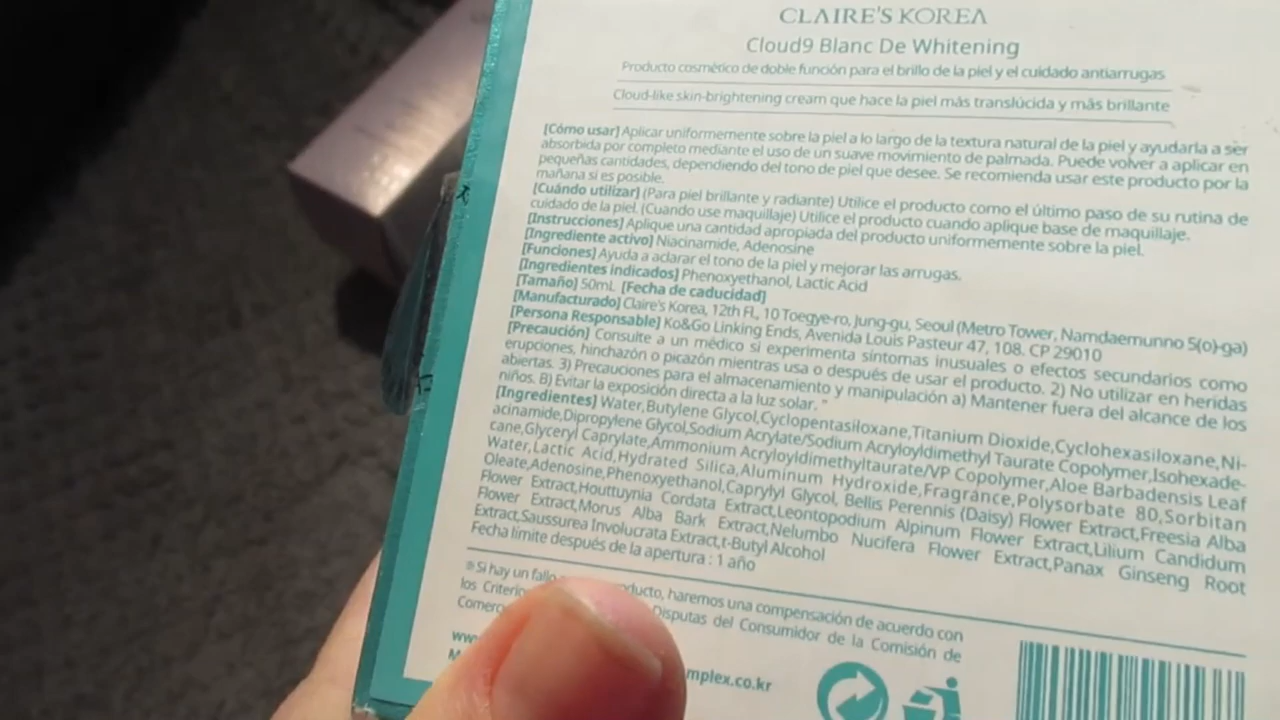 CLAIRE'S KOREA
Cloud9 Blanc De Whitening
Producto cosmético de doble función para el brillo de la piel y el cuidado antiarrugas
Cloud-like skin-brightening cream que hace la piel más translúcida y más brillante
[Cómo usar] Aplicar uniformemente sobre la piel a lo largo de la textura natural de la piel y ayudarla a ser
absorbida por completo mediante el uso de un suave movimiento de palmada. Puede volver a aplicar en
pequeñas cantidades, dependiendo del tono de piel que desee. Se recomienda usar este producto por la
mañana si es posible.
[Cuándo utilizar] (Para piel brillante y radiante) Utilice el producto como el último paso de su rutina de
cuidado de la piel. (Cuando use maquillaje) Utilice el producto cuando aplique base de maquillaje.
[Instrucciones] Aplique una cantidad apropiada del producto uniformemente sobre la piel.
[Ingrediente activo] Niacinamide, Adenosine
[Funciones] Ayuda a aclarar el tono de la piel y mejorar las arrugas.
[Ingredientes indicados] Phenoxyethanol, Lactic Acid
[Tamaño] 50mL [Fecha de caducidad]
[Manufacturado] Claire's Korea, 12th Fl., 10 Toegye-ro, Jung-gu, Seoul (Metro Tower, Namdaemunno 5(o)-ga)
[Persona Responsable] Ko&Go Linking Ends, Avenida Louis Pasteur 47, 108. CP 29010
[Precaución] Consulte a un médico si experimenta síntomas inusuales o efectos secundarios como
erupciones, hinchazón o picazón mientras usa o después de usar el producto. 2) No utilizar en heridas
abiertas. 3) Precauciones para el almacenamiento y manipulación a) Mantener fuera del alcance de los
niños. B) Evitar la exposición directa a la luz solar. "
[Ingredientes] Water,Butylene Glycol,Cyclopentasiloxane,Titanium Dioxide,Cyclohexasiloxane,Ni-
acinamide,Dipropylene Glycol,Sodium Acrylate/Sodium Acryloyldimethyl Taurate Copolymer,Isohexade-
cane,Glyceryl Caprylate,Ammonium Acryloyldimethyltaurate/VP Copolymer,Aloe Barbadensis Leaf
Water,Lactic Acid,Hydrated Silica,Aluminum Hydroxide,Fragrance,Polysorbate 80,Sorbitan
Oleate,Adenosine,Phenoxyethanol,Caprylyl Glycol, Bellis Perennis (Daisy) Flower Extract,Freesia Alba
Flower Extract,Houttuynia Cordata Extract,Leontopodium Alpinum Flower Extract,Lilium Candidum
Flower Extract,Morus Alba Bark Extract,Nelumbo Nucifera Flower Extract,Panax Ginseng Root
Extract,Saussurea Involucrata Extract,t-Butyl Alcohol
Fecha límite después de la apertura : 1 año
Si hay un fallo haremos una compensación de acuerdo con
los Disputas del Consumidor de la Comisión de
mplex.co.kr